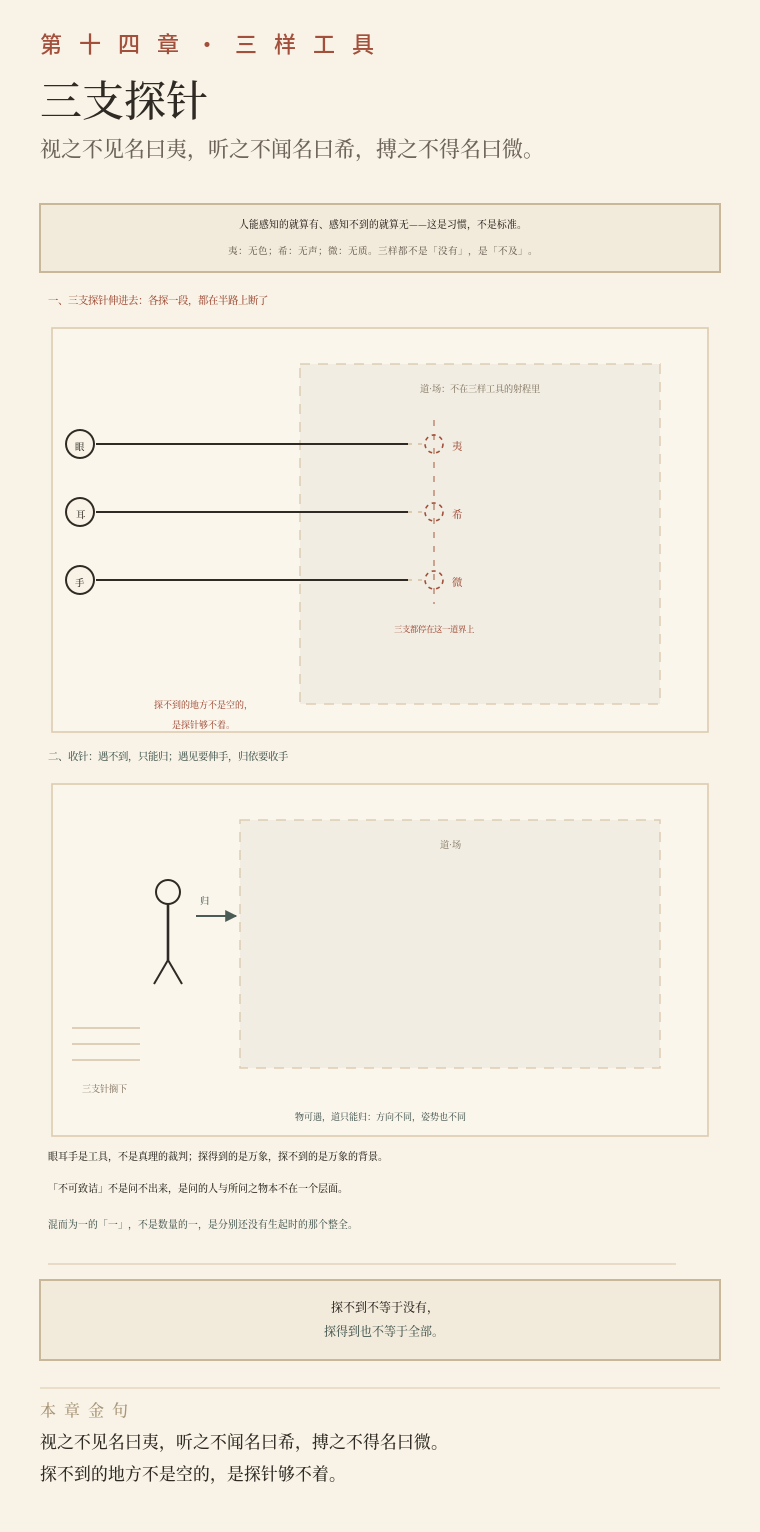 第十四章·三样工具
三支探针
视之不见名曰夷，听之不闻名曰希，搏之不得名曰微。
人能感知的就算有、感知不到的就算无——这是习惯，不是标准。
夷：无色；希：无声；微：无质。三样都不是「没有」，是「不及」。
一、三支探针伸进去：各探一段，都在半路上断了
道·场：不在三样工具的射程里
眼
夷
耳
希
手
微
三支都停在这一道界上
探不到的地方不是空的，
是探针够不着。
二、收针：遇不到，只能归；遇见要伸手，归依要收手
道·场
归
三支针搁下
物可遇，道只能归：方向不同，姿势也不同
眼耳手是工具，不是真理的裁判；探得到的是万象，探不到的是万象的背景。
「不可致诘」不是问不出来，是问的人与所问之物本不在一个层面。
混而为一的「一」，不是数量的一，是分别还没有生起时的那个整全。
探不到不等于没有，
探得到也不等于全部。
本章金句
视之不见名曰夷，听之不闻名曰希，搏之不得名曰微。
探不到的地方不是空的，是探针够不着。